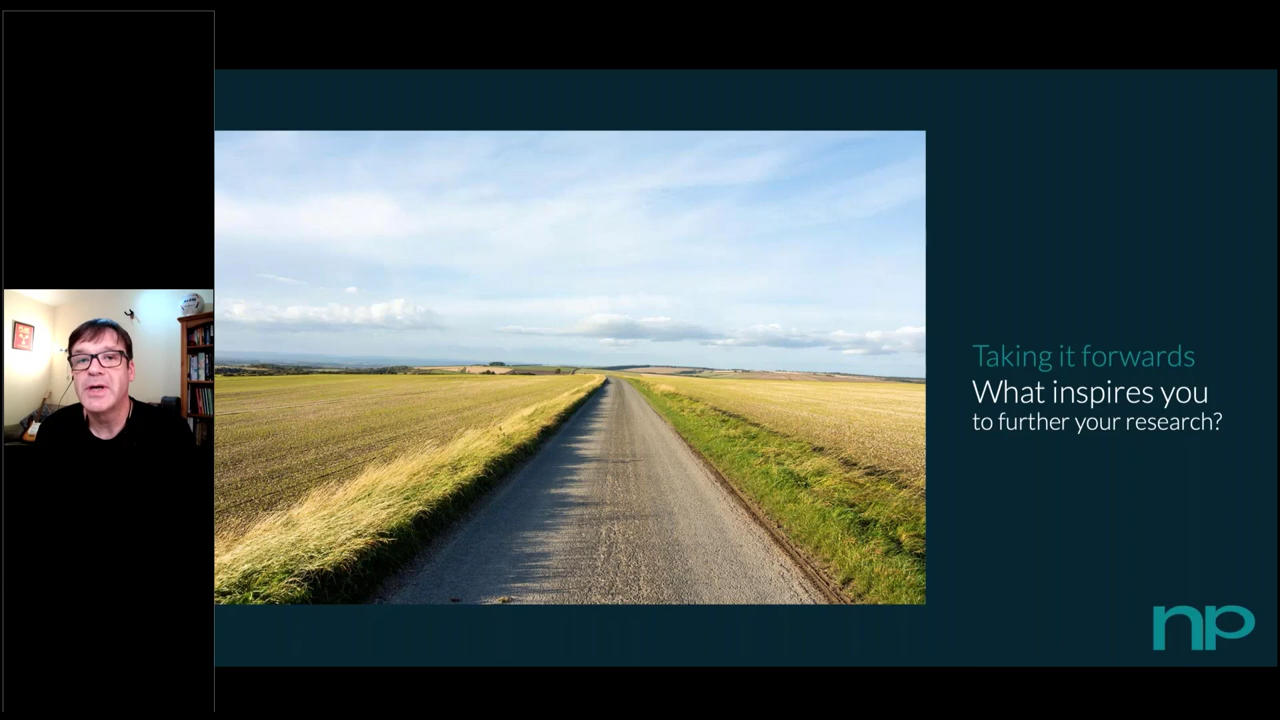 Taking it forwards
What inspires you
to further your research?
np